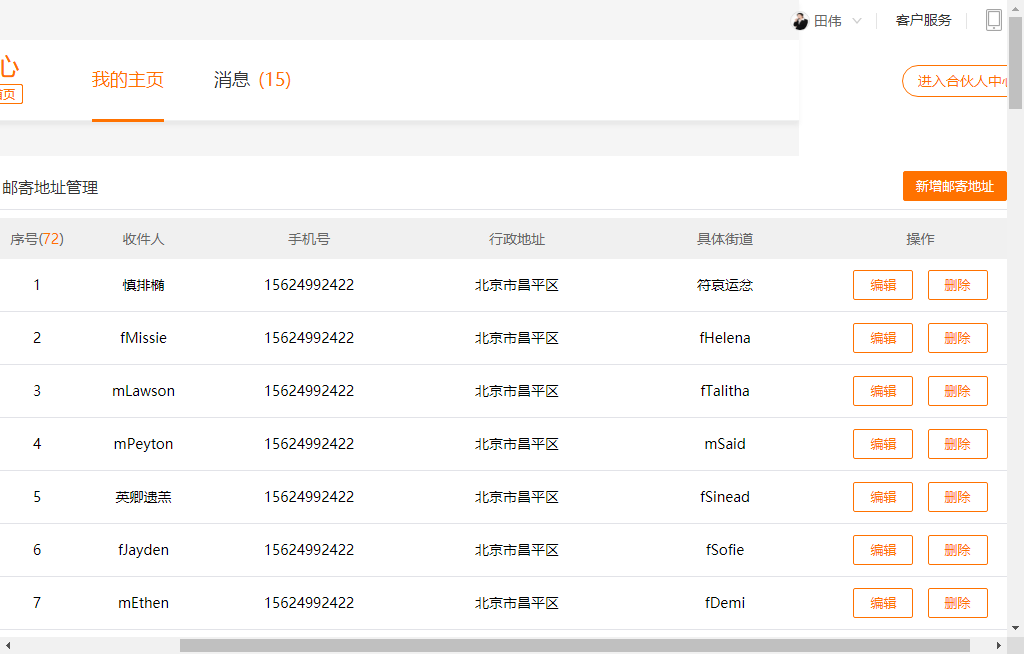 田伟 客户服务
心
我的主页 消息 (15)
首页
进入合伙人中心
邮寄地址管理 新增邮寄地址
序号(72) 收件人 手机号 行政地址 具体街道 操作
1 慎排橢 15624992422 北京市昌平区 符哀运忿 编辑 删除
2 fMissie 15624992422 北京市昌平区 fHelena 编辑 删除
3 mLawson 15624992422 北京市昌平区 fTalitha 编辑 删除
4 mPeyton 15624992422 北京市昌平区 mSaid 编辑 删除
5 英卿遗羔 15624992422 北京市昌平区 fSinead 编辑 删除
6 fJayden 15624992422 北京市昌平区 fSofie 编辑 删除
7 mEthen 15624992422 北京市昌平区 fDemi 编辑 删除